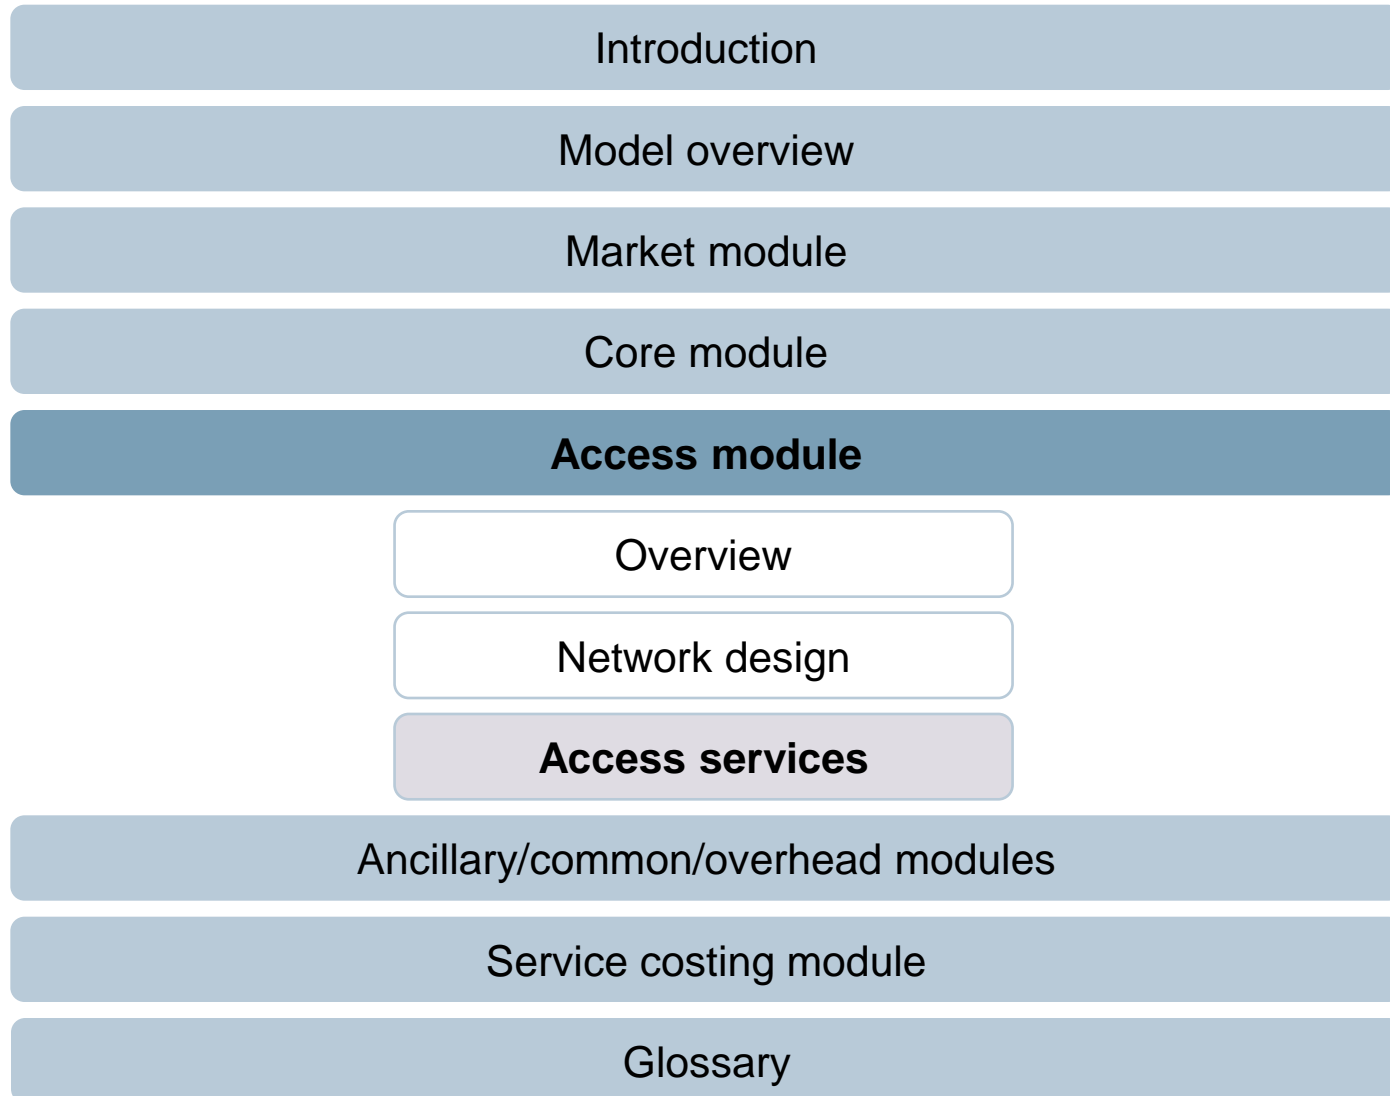 Introduction
Model overview
Market module
Core module
Access module
Overview
Network design
Access services
Ancillary/common/overhead modules
Service costing module
Glossary